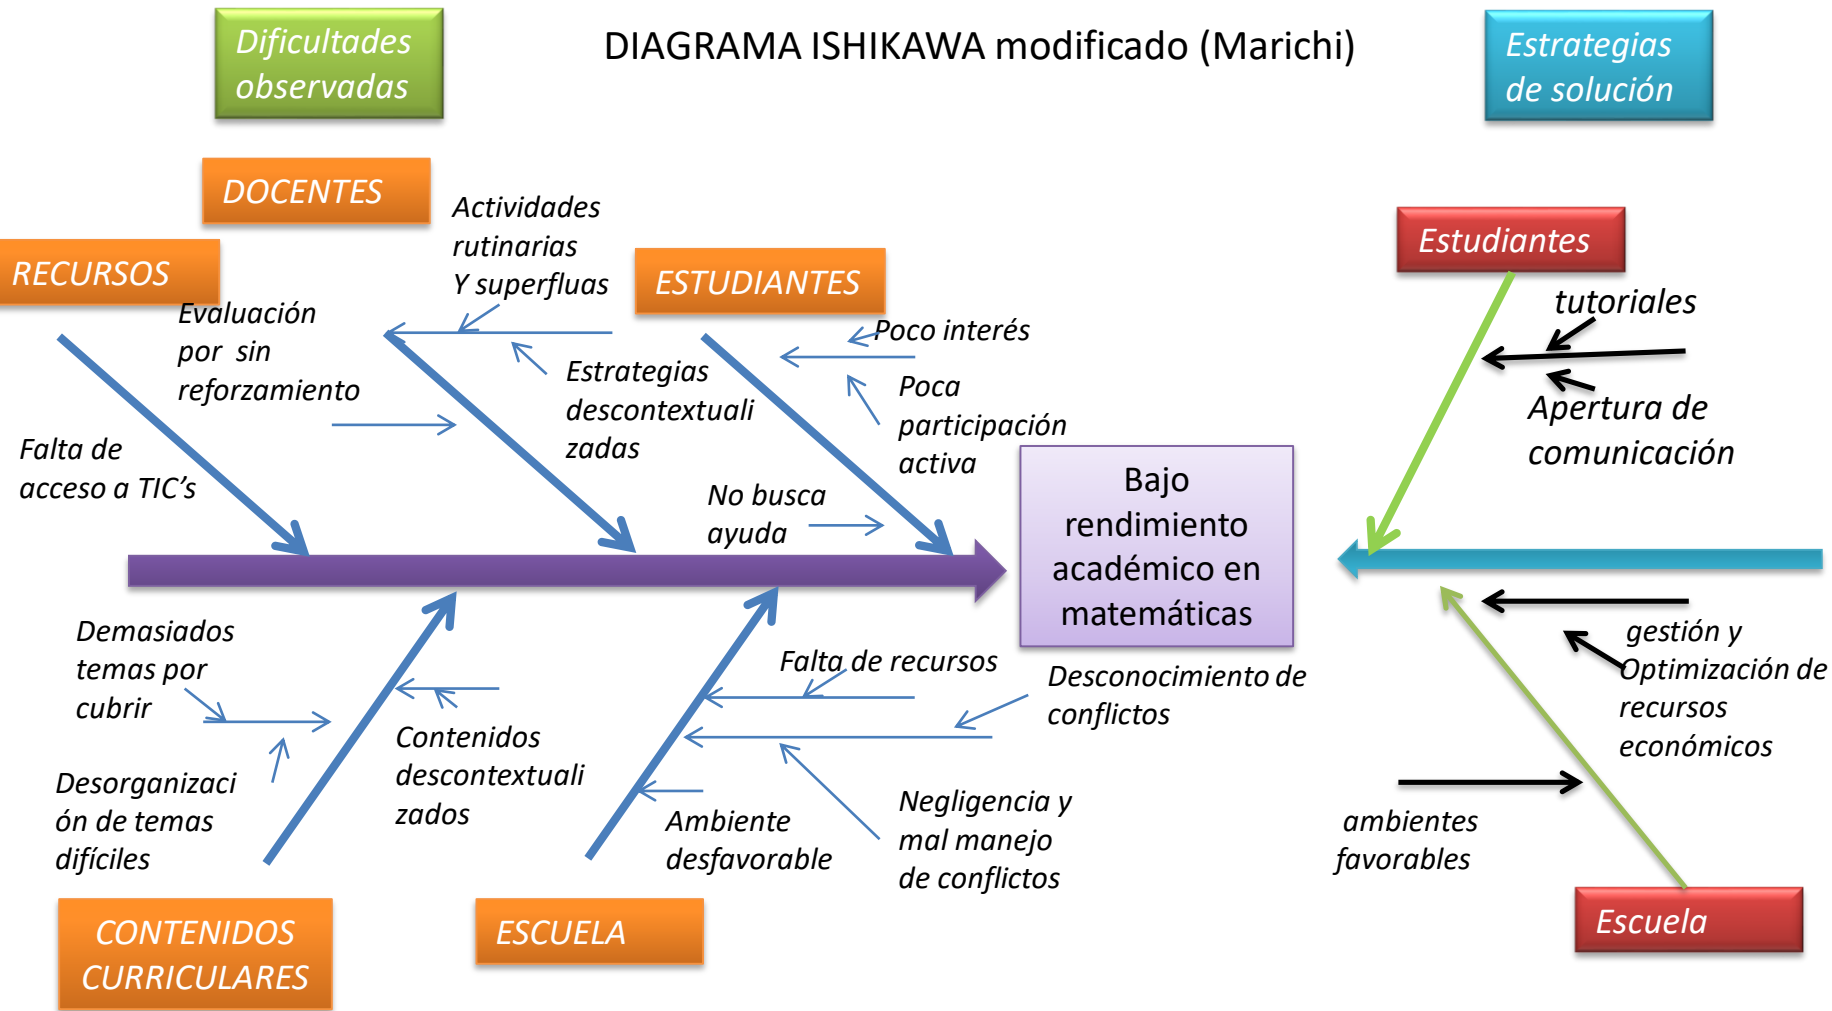 DIAGRAMA ISHIKAWA modificado (Marichi)
Dificultades
observadas
Estrategias
de solución
DOCENTES
RECURSOS
ESTUDIANTES
Actividades
rutinarias
Y superfluas
Evaluación
por sin
reforzamiento
Estrategias
descontextuali
zadas
Poco interés
Poca
participación
activa
Falta de
acceso a TIC’s
No busca
ayuda
Bajo
rendimiento
académico en
matemáticas
Demasiados
temas por
cubrir
Desorganizaci
ón de temas
difíciles
Contenidos
descontextuali
zados
Falta de recursos
Desconocimiento de
conflictos
Ambiente
desfavorable
Negligencia y
mal manejo
de conflictos
CONTENIDOS
CURRICULARES
ESCUELA
Estudiantes
tutoriales
Apertura de
comunicación
gestión y
Optimización de
recursos
económicos
ambientes
favorables
Escuela